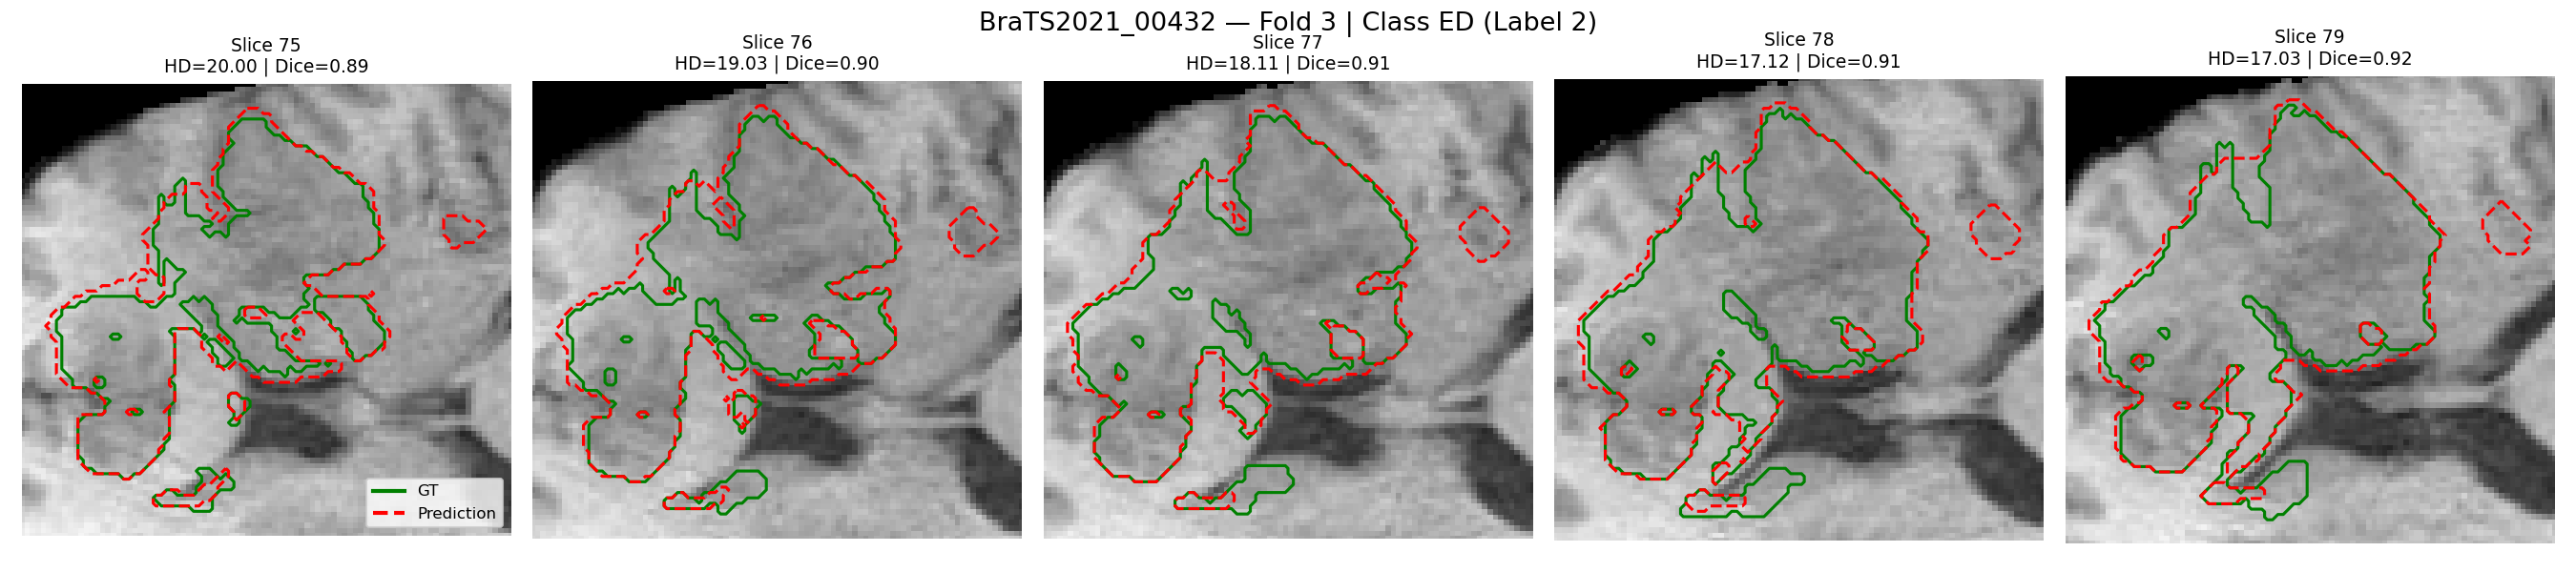 BraTS2021_00432 — Fold 3 | Class ED (Label 2)
Slice 75
HD=20.00 | Dice=0.89
Slice 76
HD=19.03 | Dice=0.90
Slice 77
HD=18.11 | Dice=0.91
Slice 78
HD=17.12 | Dice=0.91
Slice 79
HD=17.03 | Dice=0.92
GT
Prediction